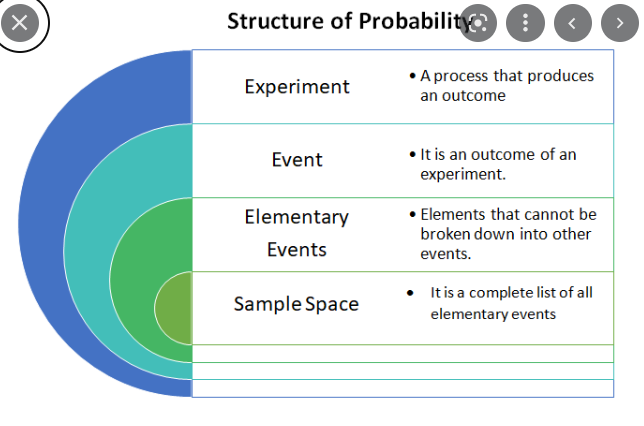 Structure of Probability
Experiment
• A process that produces
an outcome
Event
• It is an outcome of an
experiment.
Elementary
Events
• Elements that cannot be
broken down into other
events.
Sample Space
• It is a complete list of all
elementary events